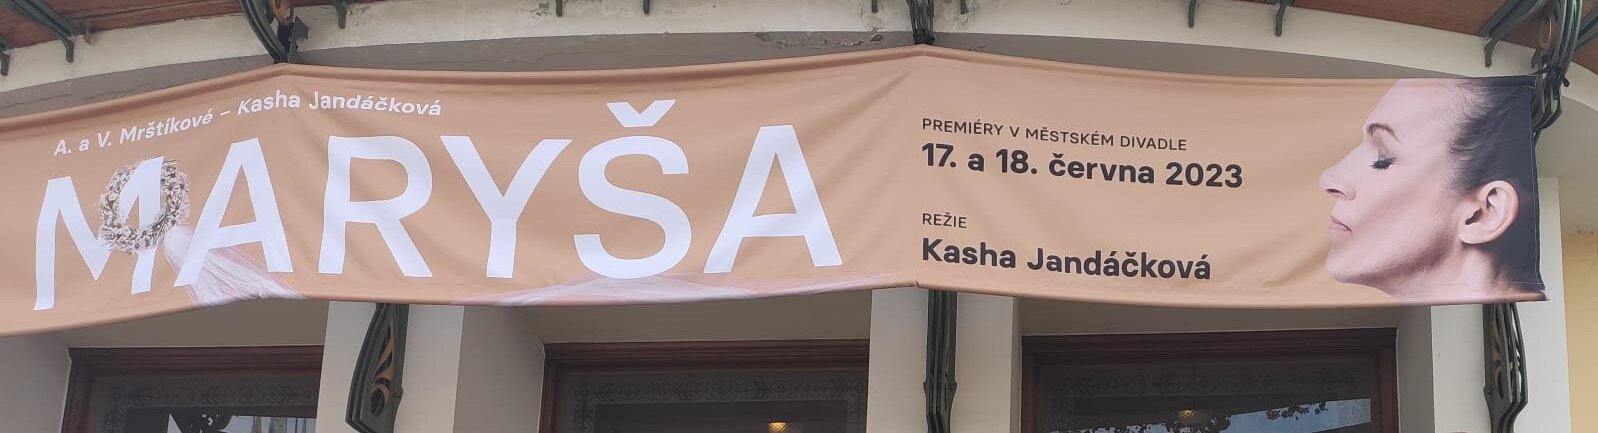 A. a V. Mrštíkové – Kasha Jandáčková
MARYŠA
PREMIÉRY V MĚSTSKÉM DIVADLE
17. a 18. června 2023
REŽIE
Kasha Jandáčková